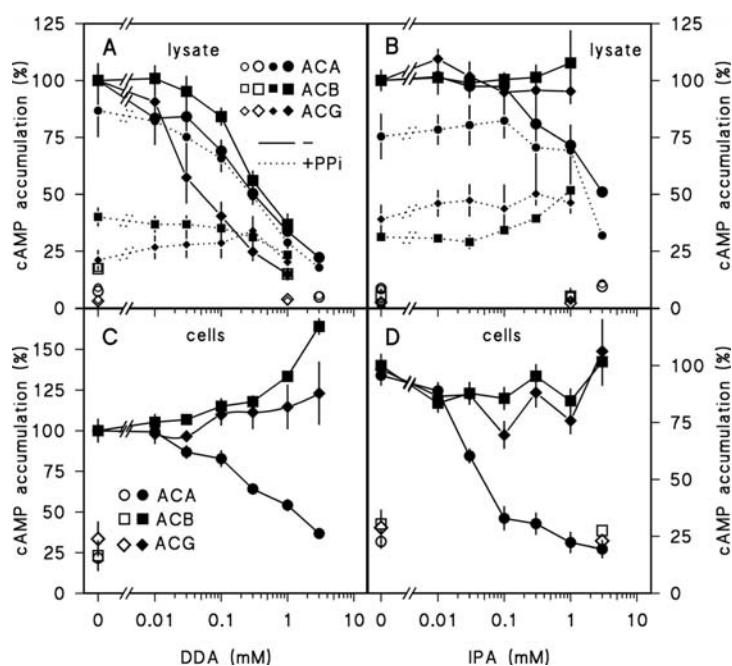 A
lysate
ACA
ACB
ACG
–
+PPi
cAMP accumulation (%)
125
100
75
50
25
0
B
lysate
125
100
75
50
25
0
cAMP accumulation (%)
C
cells
ACA
ACB
ACG
cAMP accumulation (%)
150
125
100
75
50
25
0
0 0.01 0.1 1 10
DDA (mM)
D
cells
100
75
50
25
0
cAMP accumulation (%)
0 0.01 0.1 1 10
IPA (mM)